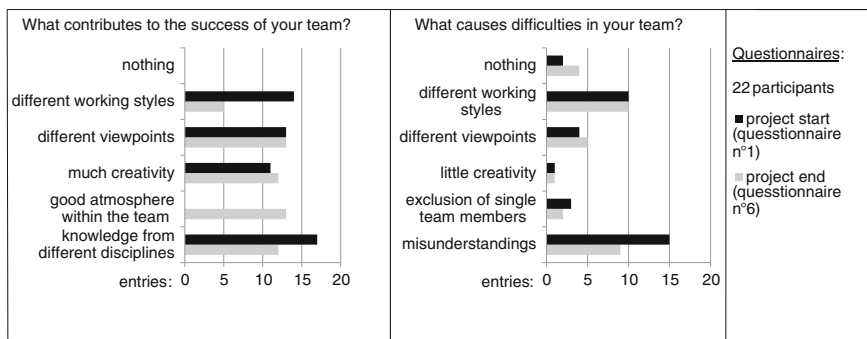 What contributes to the success of your team?
nothing
different working styles
different viewpoints
much creativity
good atmosphere
within the team
knowledge from
different disciplines
0 5 10 15 20
entries:
What causes difficulties in your team?
nothing
different working
styles
different viewpoints
little creativity
exclusion of single
team members
misunderstandings
0 5 10 15 20
entries:
Questionnaires:
22 participants
project start
(quesstionnaire
n°1)
project end
(quesstionnaire
n°6)